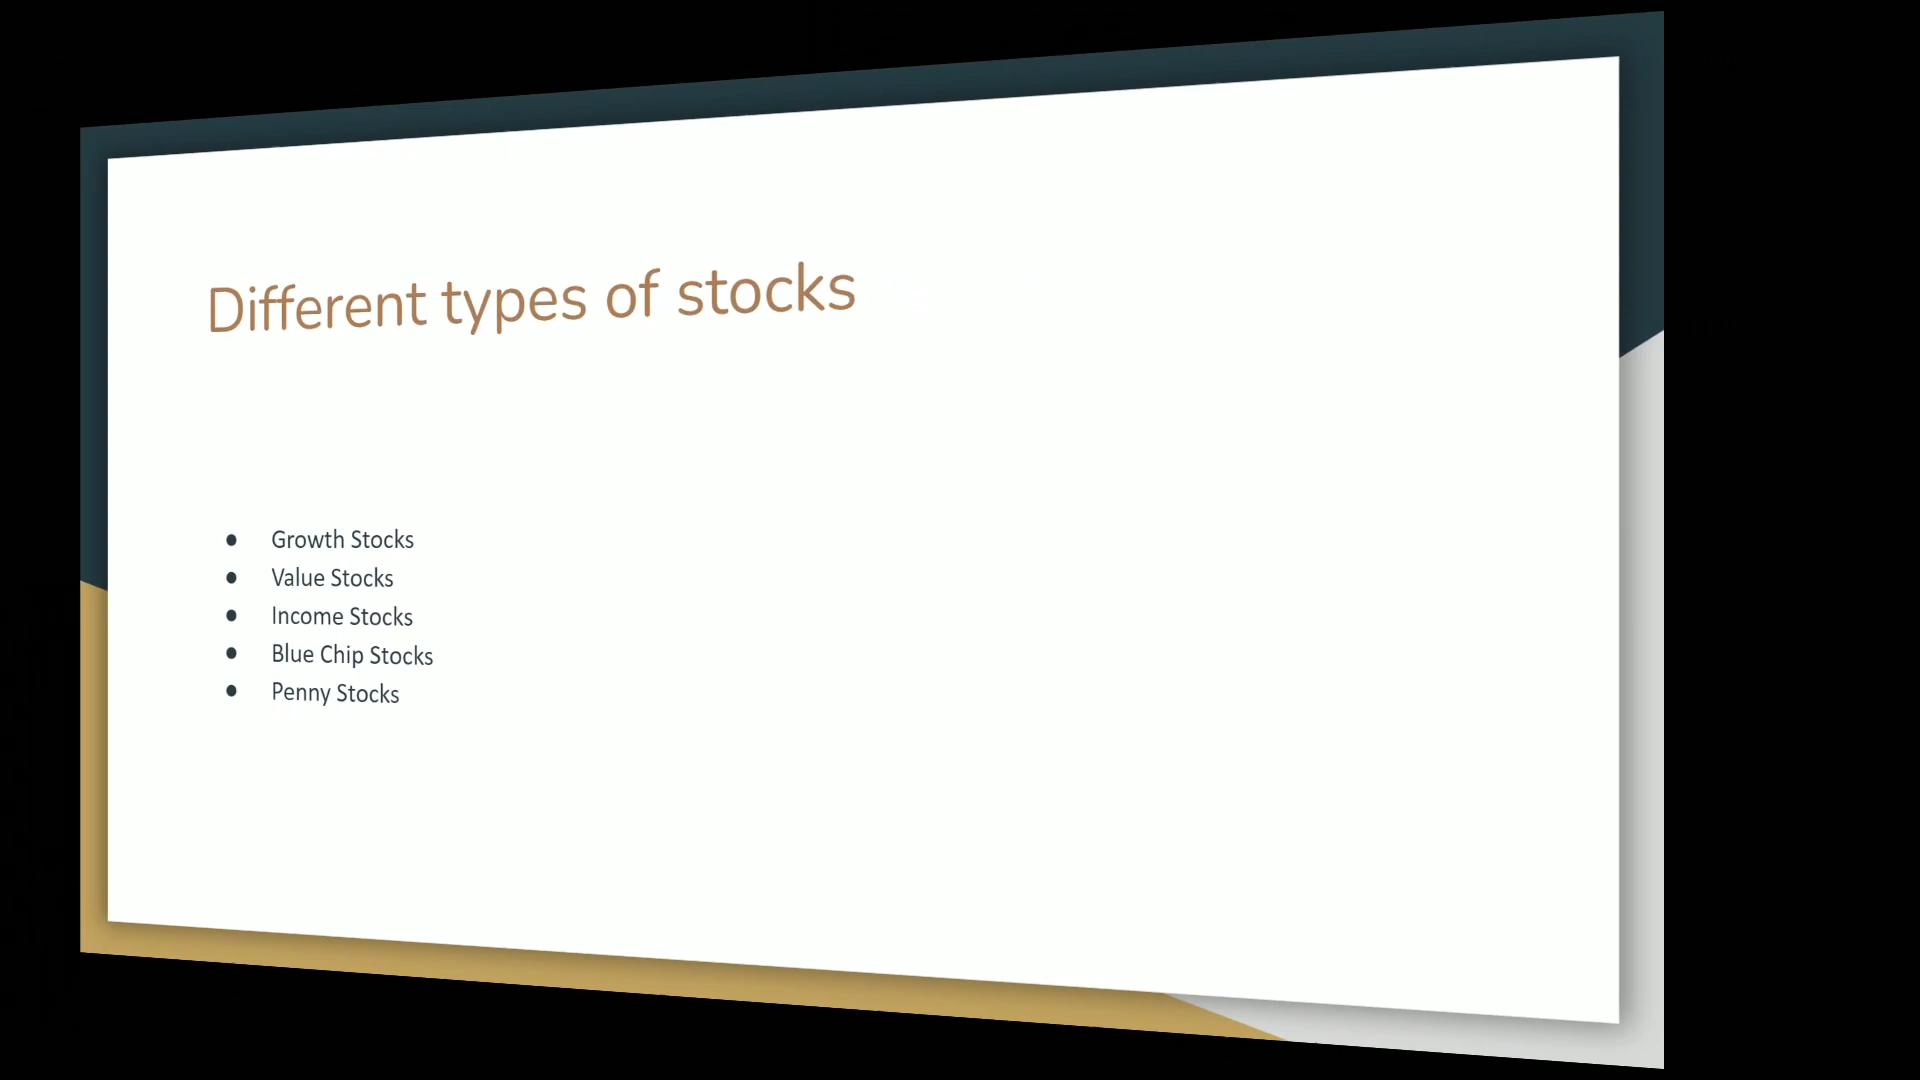 Different types of stocks
● Growth Stocks
● Value Stocks
● Income Stocks
● Blue Chip Stocks
● Penny Stocks